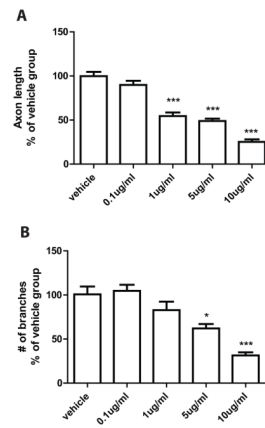 A
Axon length
% of vehicle group
150
100
50
0
***
***
***
vehicle
0.1ug/ml
1ug/ml
5ug/ml
10ug/ml
B
# of branches
% of vehicle group
150
100
50
0
*
***
vehicle
0.1ug/ml
1ug/ml
5ug/ml
10ug/ml